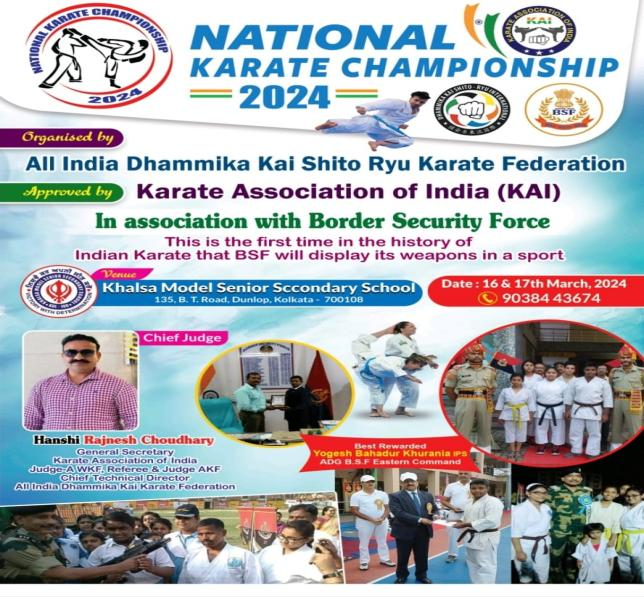 NATIONAL KARATE CHAMPIONSHIP
2024
NATIONAL
KARATE CHAMPIONSHIP
2024
KARATE ASSOCIATION OF INDIA
KAI
DHAMMIKA KAI SHITO - RYU INTERNATIONAL
BSF
Organised by
All India Dhammika Kai Shito Ryu Karate Federation
Approved by Karate Association of India (KAI)
In association with Border Security Force
This is the first time in the history of
Indian Karate that BSF will display its weapons in a sport
Venue
Khalsa Model Senior Sccondary School
135, B. T. Road, Dunlop, Kolkata - 700108
Date : 16 & 17th March, 2024
90384 43674
Chief Judge
Hanshi Rajnesh Choudhary
General Secretary
Karate Association of India
Judge-A WKF, Referee & Judge AKF
Chief Technical Director
All India Dhammika Kai Karate Federation
Best Rewarded
Yogesh Bahadur Khurania IPS
ADG B.S.F Eastern Command